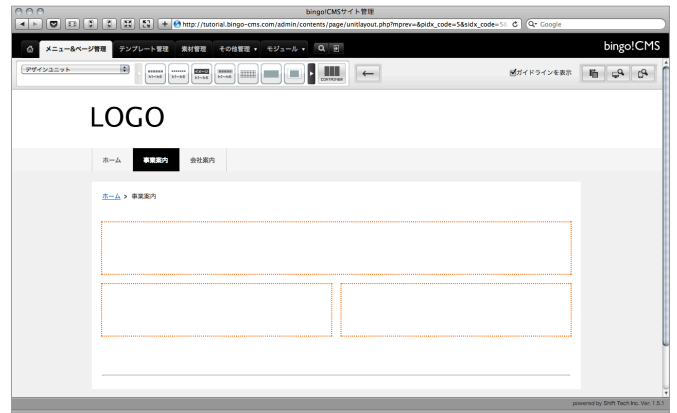 bingo!CMSサイト管理
http://tutorial.bingo-cms.com/admin/contents/page/unitlayout.php?mprev=&pidx_code=5&sidx_code=5
Google
メニュー&ページ管理 テンプレート管理 素材管理 その他管理 ▼ モジュール ▼ bingo!CMS
デザインユニット
CONTAINER
ガイドラインを表示
LOGO
ホーム 事業案内 会社案内
ホーム > 事業案内
powered by Shift Tech Inc. Ver. 1.5.1